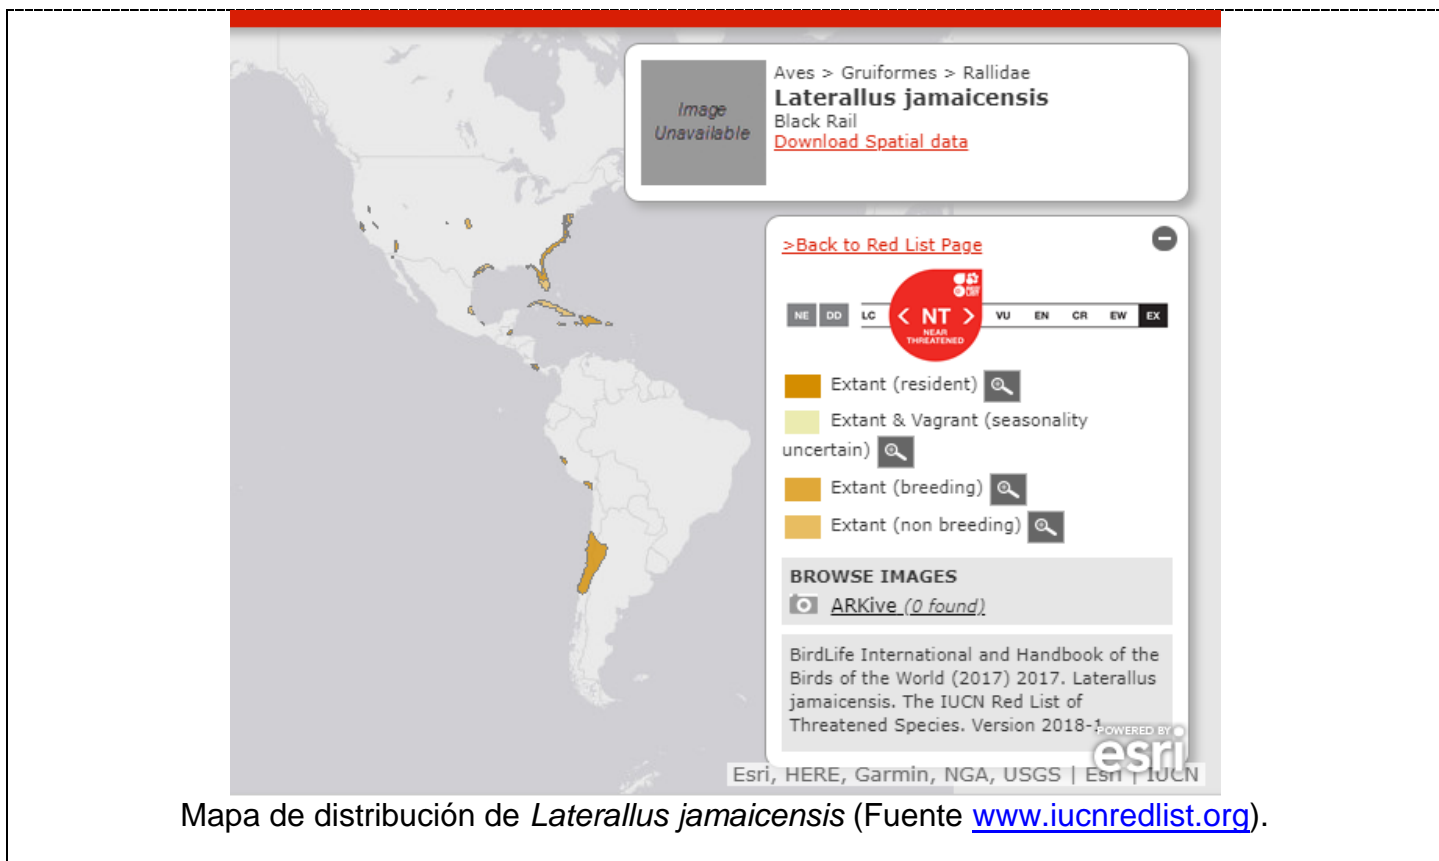 Image
Unavailable
Aves > Gruiformes > Rallidae
Laterallus jamaicensis
Black Rail
Download Spatial data
>Back to Red List Page
NE DD LC < NT > VU EN CR EW EX
NEAR
THREATENED
Extant (resident)
Extant & Vagrant (seasonality
uncertain)
Extant (breeding)
Extant (non breeding)
BROWSE IMAGES
ARKive (0 found)
BirdLife International and Handbook of the
Birds of the World (2017) 2017. Laterallus
jamaicensis. The IUCN Red List of
Threatened Species. Version 2018-1
POWERED BY
esri
Esri, HERE, Garmin, NGA, USGS | Esri | IUCN
Mapa de distribución de Laterallus jamaicensis (Fuente www.iucnredlist.org).